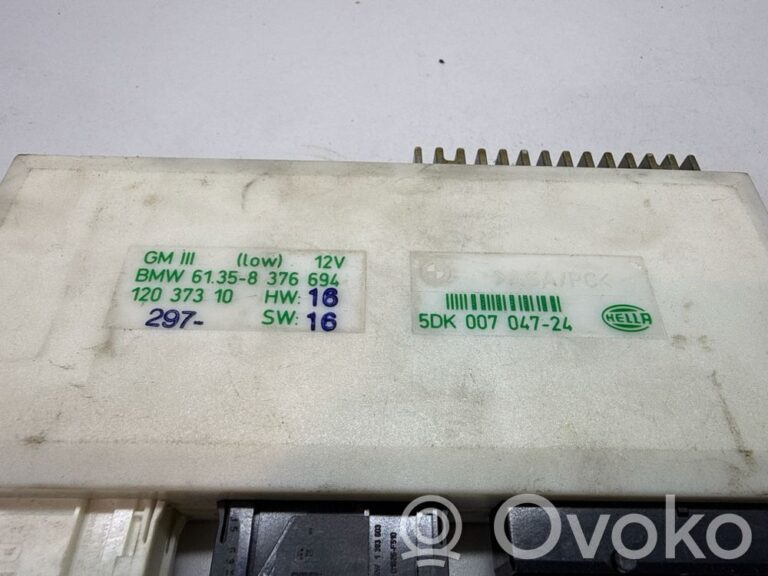 GM III (low) 12V
BMW 61.35-8 376 694
120 373 10 HW: 16
297- SW: 16
5DK 007 047-24
HELLA
Ovoko